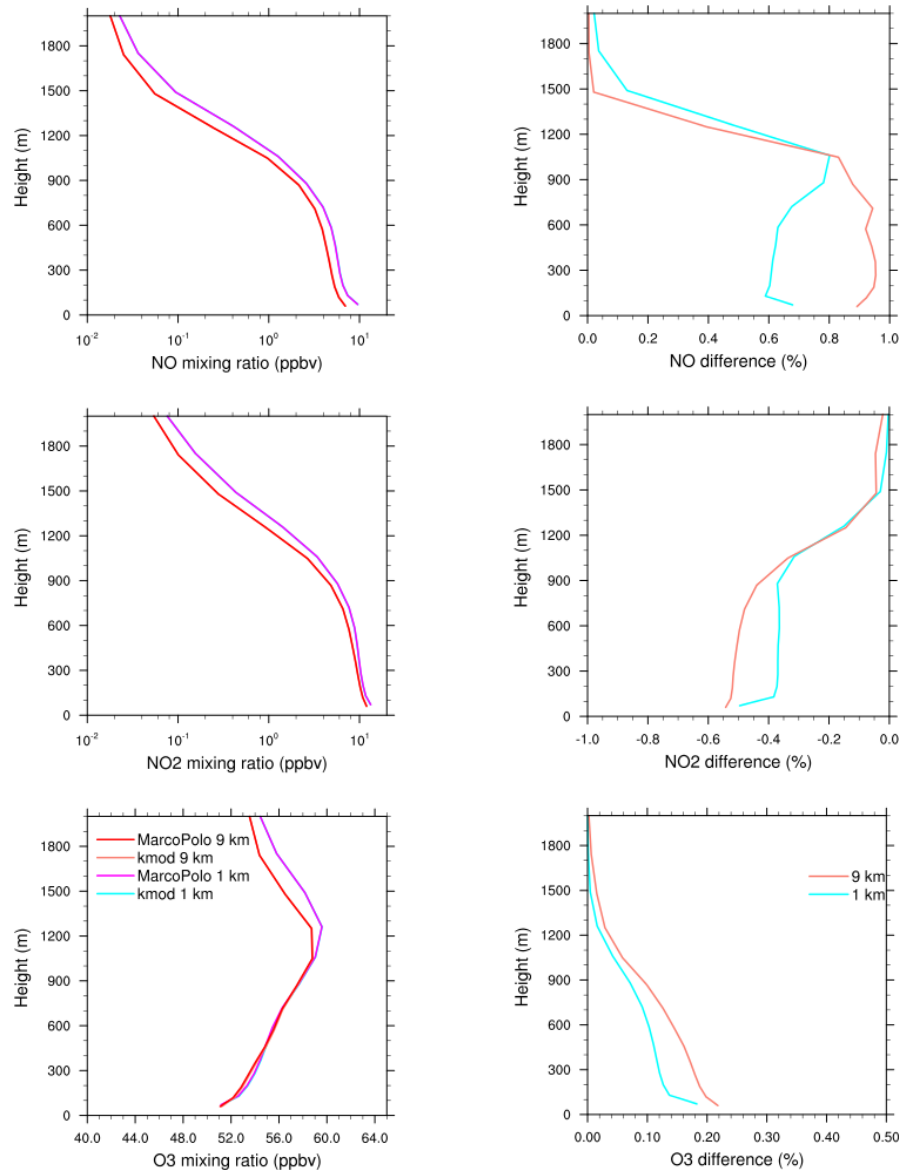 1800
1500
1200
900
600
300
0
Height (m)
10-2 10-1 100 101
NO mixing ratio (ppbv)
1800
1500
1200
900
600
300
0
Height (m)
0.0 0.2 0.4 0.6 0.8 1.0
NO difference (%)
1800
1500
1200
900
600
300
0
Height (m)
10-2 10-1 100 101
NO2 mixing ratio (ppbv)
1800
1500
1200
900
600
300
0
Height (m)
-1.0 -0.8 -0.6 -0.4 -0.2 0.0
NO2 difference (%)
1800
1500
1200
900
600
300
0
Height (m)
MarcoPolo 9 km
kmod 9 km
MarcoPolo 1 km
kmod 1 km
40.0 44.0 48.0 52.0 56.0 60.0 64.0
O3 mixing ratio (ppbv)
1800
1500
1200
900
600
300
0
Height (m)
9 km
1 km
0.00 0.10 0.20 0.30 0.40 0.50
O3 difference (%)